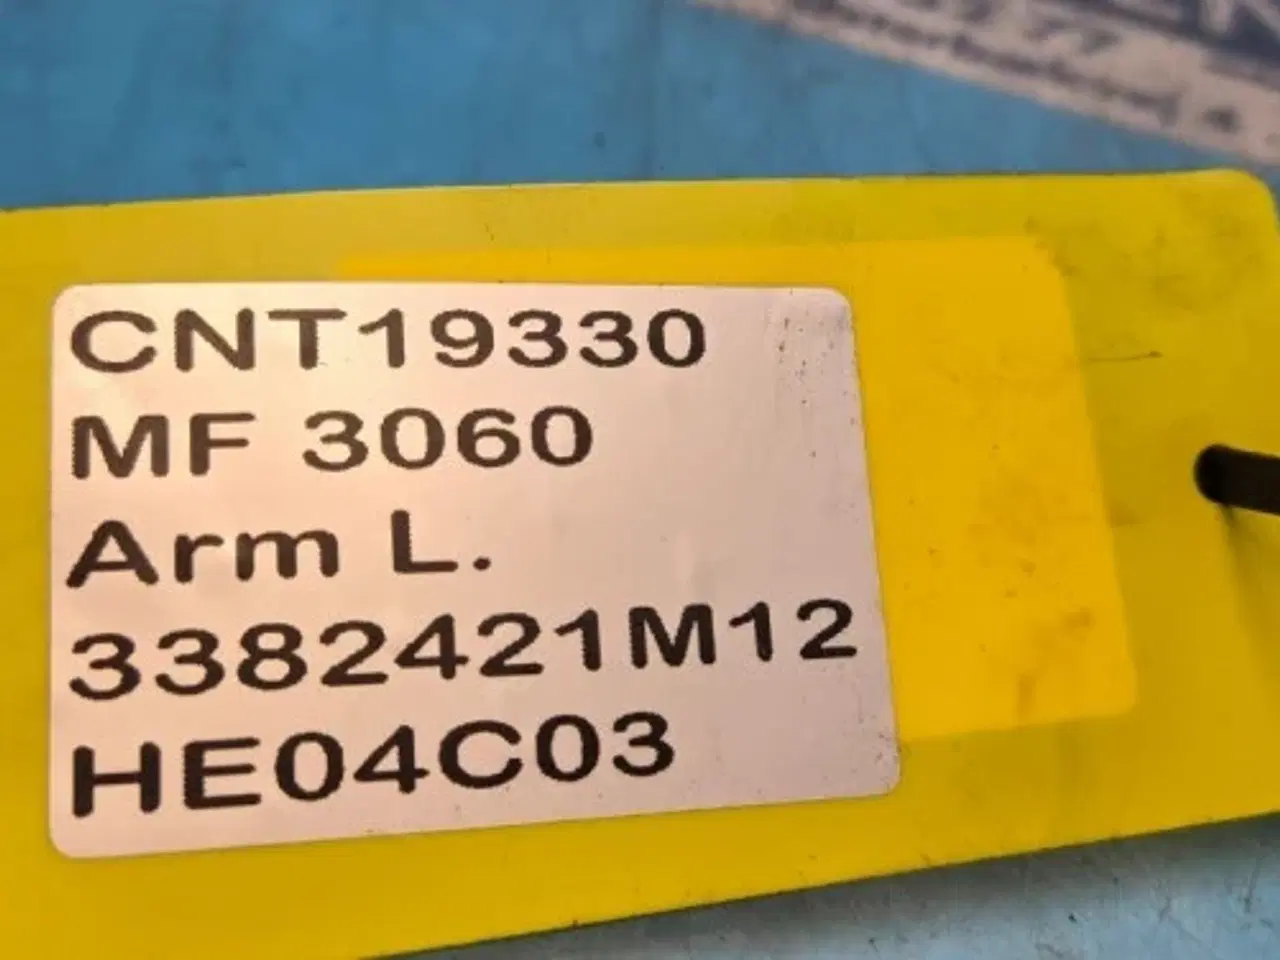 CNT19330
MF 3060
Arm L.
3382421M12
HE04C03